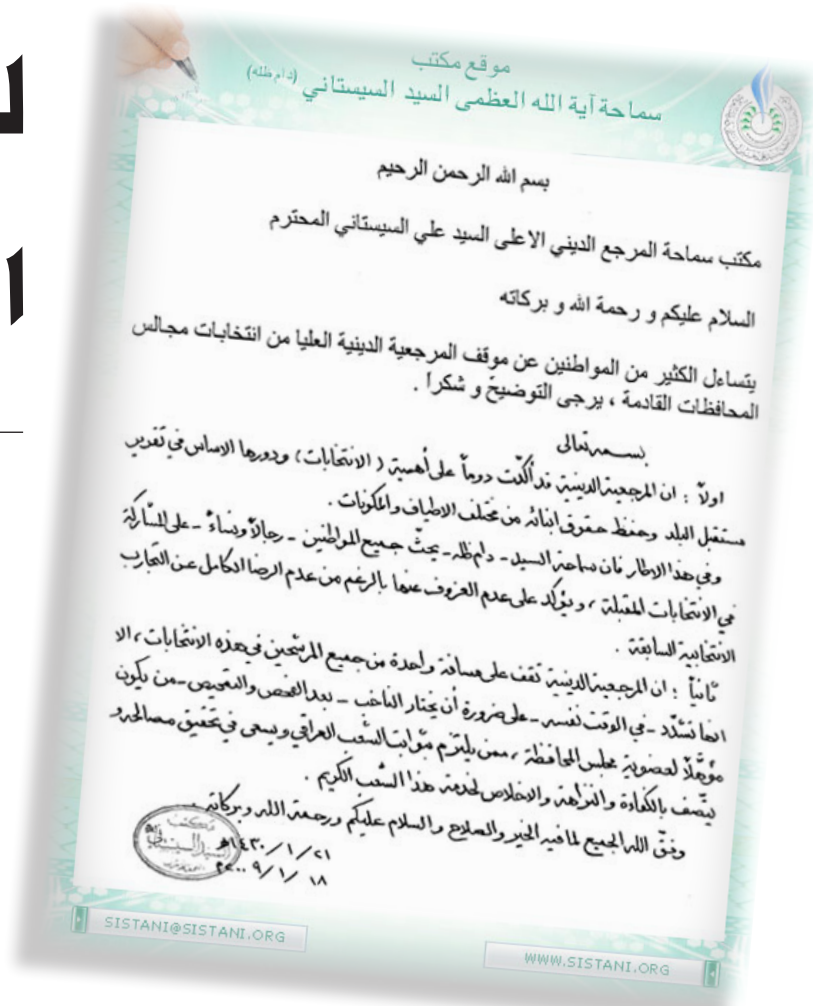 موقع مكتب
سماحة آية الله العظمى السيد السيستاني (دام ظله)
بسم الله الرحمن الرحيم
مكتب سماحة المرجع الديني الاعلى السيد علي السيستاني المحترم
السلام عليكم و رحمة الله و بركاته
يتساءل الكثير من المواطنين عن موقف المرجعية الدينية العليا من انتخابات مجالس
المحافظات القادمة ، يرجى التوضيح و شكراً .
بسمه تعالى
اولاً : ان المرجعية الدينية قد أكّدت دوماً على أهمية ( الانتخابات ) ودورها الاساس في تقرير
مستقبل البلد وحفظ حقوق ابنائه من مختلف الاطياف والمكونات .
وفي هذا الاطار فان سماحة السيد - دام ظله - يحثّ جميع المواطنين - رجالاً ونساءً - على المشاركة
في الانتخابات المقبلة ، ويؤكد على عدم العزوف عنها بالرغم من عدم الرضا الكامل عن التجارب
الانتخابية السابقة .
ثانياً : ان المرجعية الدينية تقف على مسافة واحدة من جميع المرشحين في هذه الانتخابات ، الا
انها تشدّد - في الوقت نفسه - على ضرورة أن يختار الناخب - بعد الفحص والتمحيص - من يكون
مؤهلاً لعضوية مجلس المحافظة ، ممن يلتزم بثوابت الشعب العراقي ويسعى في تحقيق مصالحه و
يتصف بالكفاءة والنزاهة والاخلاص لخدمة هذا الشعب الكريم .
وفق الله الجميع لما فيه الخير والصلاح والسلام عليكم ورحمة الله وبركاته .
٢١/١/١٤٣٠هـ
١٨/١/٢٠٠٩م
مكتب
السيد السيستاني
SISTANI@SISTANI.ORG
WWW.SISTANI.ORG